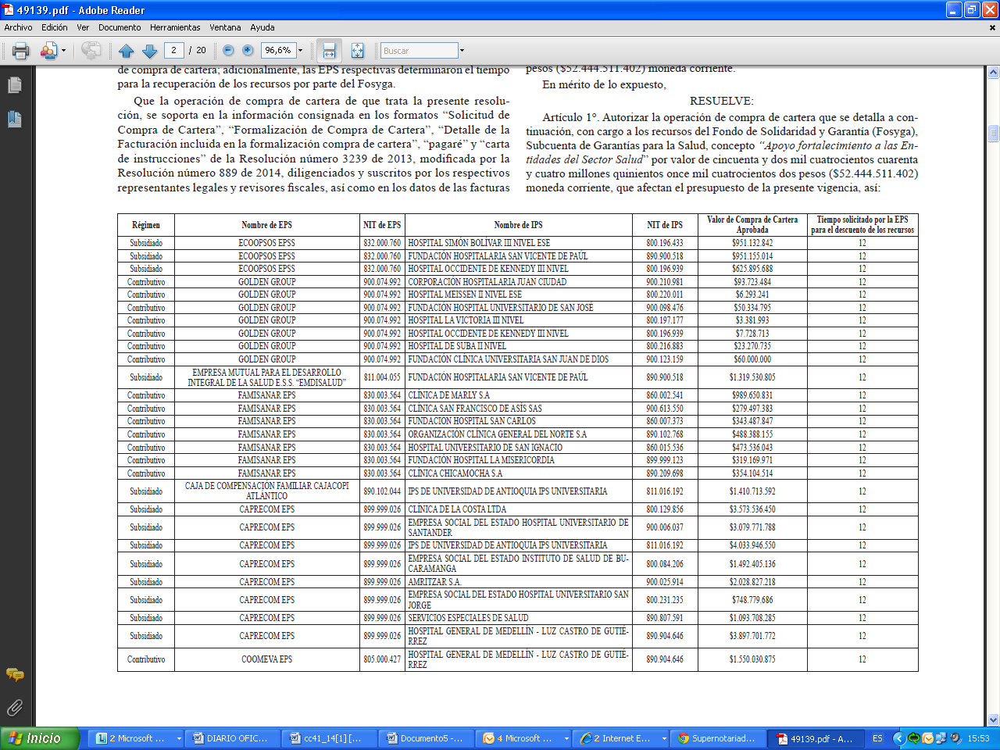 49139.pdf - Adobe Reader
Archivo Edición Ver Documento Herramientas Ventana Ayuda
2 / 20 96,6% Buscar
de compra de cartera; adicionalmente, las EPS respectivas determinaron el tiempo
para la recuperación de los recursos por parte del Fosyga.
Que la operación de compra de cartera de que trata la presente resolu-
ción, se soporta en la información consignada en los formatos “Solicitud de
Compra de Cartera”, “Formalización de Compra de Cartera”, “Detalle de la
Facturación incluida en la formalización compra de cartera”, “pagaré” y “carta
de instrucciones” de la Resolución número 3239 de 2013, modificada por la
Resolución número 889 de 2014, diligenciados y suscritos por los respectivos
representantes legales y revisores fiscales, así como en los datos de las facturas
pesos ($52.444.511.402) moneda corriente.
En mérito de lo expuesto,
RESUELVE:
Artículo 1°. Autorizar la operación de compra de cartera que se detalla a con-
tinuación, con cargo a los recursos del Fondo de Solidaridad y Garantía (Fosyga),
Subcuenta de Garantías para la Salud, concepto “Apoyo fortalecimiento a las En-
tidades del Sector Salud” por valor de cincuenta y dos mil cuatrocientos cuarenta
y cuatro millones quinientos once mil cuatrocientos dos pesos ($52.444.511.402)
moneda corriente, que afectan el presupuesto de la presente vigencia, así:
Régimen Nombre de EPS NIT de EPS Nombre de IPS NIT de IPS Valor de Compra de Cartera Aprobada Tiempo solicitado por la EPS para el descuento de los recursos
Subsidiado ECOOPSOS EPSS 832.000.760 HOSPITAL SIMÓN BOLÍVAR III NIVEL ESE 800.196.433 $951.132.842 12
Subsidiado ECOOPSOS EPSS 832.000.760 FUNDACIÓN HOSPITALARIA SAN VICENTE DE PAÚL 890.900.518 $951.155.014 12
Subsidiado ECOOPSOS EPSS 832.000.760 HOSPITAL OCCIDENTE DE KENNEDY III NIVEL 800.196.939 $625.895.688 12
Contributivo GOLDEN GROUP 900.074.992 CORPORACIÓN HOSPITALARIA JUAN CIUDAD 900.210.981 $93.723.484 12
Contributivo GOLDEN GROUP 900.074.992 HOSPITAL MEISSEN II NIVEL ESE 800.220.011 $6.293.241 12
Contributivo GOLDEN GROUP 900.074.992 FUNDACIÓN HOSPITAL UNIVERSITARIO DE SAN JOSÉ 900.098.476 $50.334.795 12
Contributivo GOLDEN GROUP 900.074.992 HOSPITAL LA VICTORIA III NIVEL 800.197.177 $3.381.993 12
Contributivo GOLDEN GROUP 900.074.992 HOSPITAL OCCIDENTE DE KENNEDY III NIVEL 800.196.939 $7.728.713 12
Contributivo GOLDEN GROUP 900.074.992 HOSPITAL DE SUBA II NIVEL 800.216.883 $23.270.735 12
Contributivo GOLDEN GROUP 900.074.992 FUNDACIÓN CLÍNICA UNIVERSITARIA SAN JUAN DE DIOS 900.123.159 $60.000.000 12
Subsidiado EMPRESA MUTUAL PARA EL DESARROLLO INTEGRAL DE LA SALUD E.S.S. “EMDISALUD” 811.004.055 FUNDACIÓN HOSPITALARIA SAN VICENTE DE PAÚL 890.900.518 $1.319.530.805 12
Contributivo FAMISANAR EPS 830.003.564 CLÍNICA DE MARLY S.A 860.002.541 $989.650.831 12
Contributivo FAMISANAR EPS 830.003.564 CLÍNICA SAN FRANCISCO DE ASÍS SAS 900.613.550 $279.497.383 12
Contributivo FAMISANAR EPS 830.003.564 FUNDACION HOSPITAL SAN CARLOS 860.007.373 $343.487.847 12
Contributivo FAMISANAR EPS 830.003.564 ORGANIZACIÓN CLÍNICA GENERAL DEL NORTE S.A 890.102.768 $488.388.155 12
Contributivo FAMISANAR EPS 830.003.564 HOSPITAL UNIVERSITARIO DE SAN IGNACIO 860.015.536 $473.536.043 12
Contributivo FAMISANAR EPS 830.003.564 FUNDACIÓN HOSPITAL LA MISERICORDIA 899.999.123 $319.169.971 12
Contributivo FAMISANAR EPS 830.003.564 CLÍNICA CHICAMOCHA S.A 890.209.698 $354.104.514 12
Subsidiado CAJA DE COMPENSACIÓN FAMILIAR CAJACOPI ATLÁNTICO 890.102.044 IPS DE UNIVERSIDAD DE ANTIOQUIA IPS UNIVERSITARIA 811.016.192 $1.410.713.592 12
Subsidiado CAPRECOM EPS 899.999.026 CLÍNICA DE LA COSTA LTDA 800.129.856 $3.573.536.450 12
Subsidiado CAPRECOM EPS 899.999.026 EMPRESA SOCIAL DEL ESTADO HOSPITAL UNIVERSITARIO DE SANTANDER 900.006.037 $3.079.771.788 12
Subsidiado CAPRECOM EPS 899.999.026 IPS DE UNIVERSIDAD DE ANTIOQUIA IPS UNIVERSITARIA 811.016.192 $4.033.946.550 12
Subsidiado CAPRECOM EPS 899.999.026 EMPRESA SOCIAL DEL ESTADO INSTITUTO DE SALUD DE BU-CARAMANGA 800.084.206 $1.492.405.136 12
Subsidiado CAPRECOM EPS 899.999.026 AMRITZAR S.A. 900.025.914 $2.028.827.218 12
Subsidiado CAPRECOM EPS 899.999.026 EMPRESA SOCIAL DEL ESTADO HOSPITAL UNIVERSITARIO SAN JORGE 800.231.235 $748.779.686 12
Subsidiado CAPRECOM EPS 899.999.026 SERVICIOS ESPECIALES DE SALUD 890.807.591 $1.093.708.285 12
Subsidiado CAPRECOM EPS 899.999.026 HOSPITAL GENERAL DE MEDELLÍN - LUZ CASTRO DE GUTIÉ-RREZ 890.904.646 $3.897.701.772 12
Contributivo COOMEVA EPS 805.000.427 HOSPITAL GENERAL DE MEDELLÍN - LUZ CASTRO DE GUTIÉ-RREZ 890.904.646 $1.550.030.875 12
Inicio 2 Microsoft ... DIARIO OFIC... cc41_14[1] [... Documento5 -... 4 Microsoft ... 2 Internet E... Supernotariad... 49139.pdf - A... ES 15:53